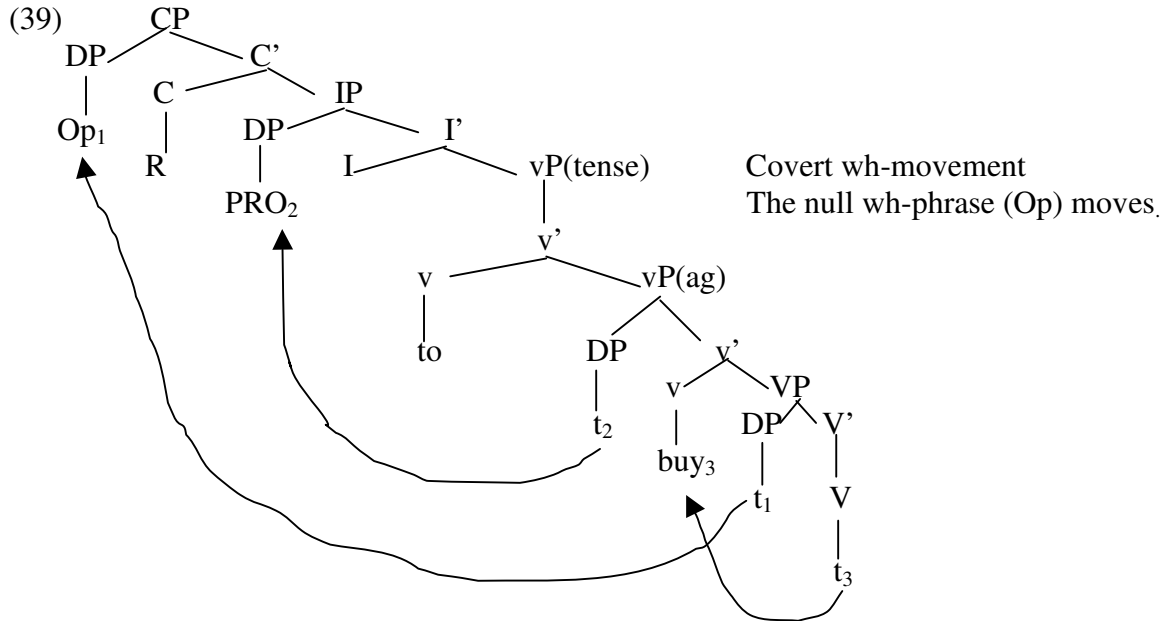 (39) CP
DP C’
C IP
Op1 DP I’
R I vP(tense) Covert wh-movement
PRO2 The null wh-phrase (Op) moves.
v’
v vP(ag)
to DP v’
v VP
t2 DP V’
buy3
t1 V
t3